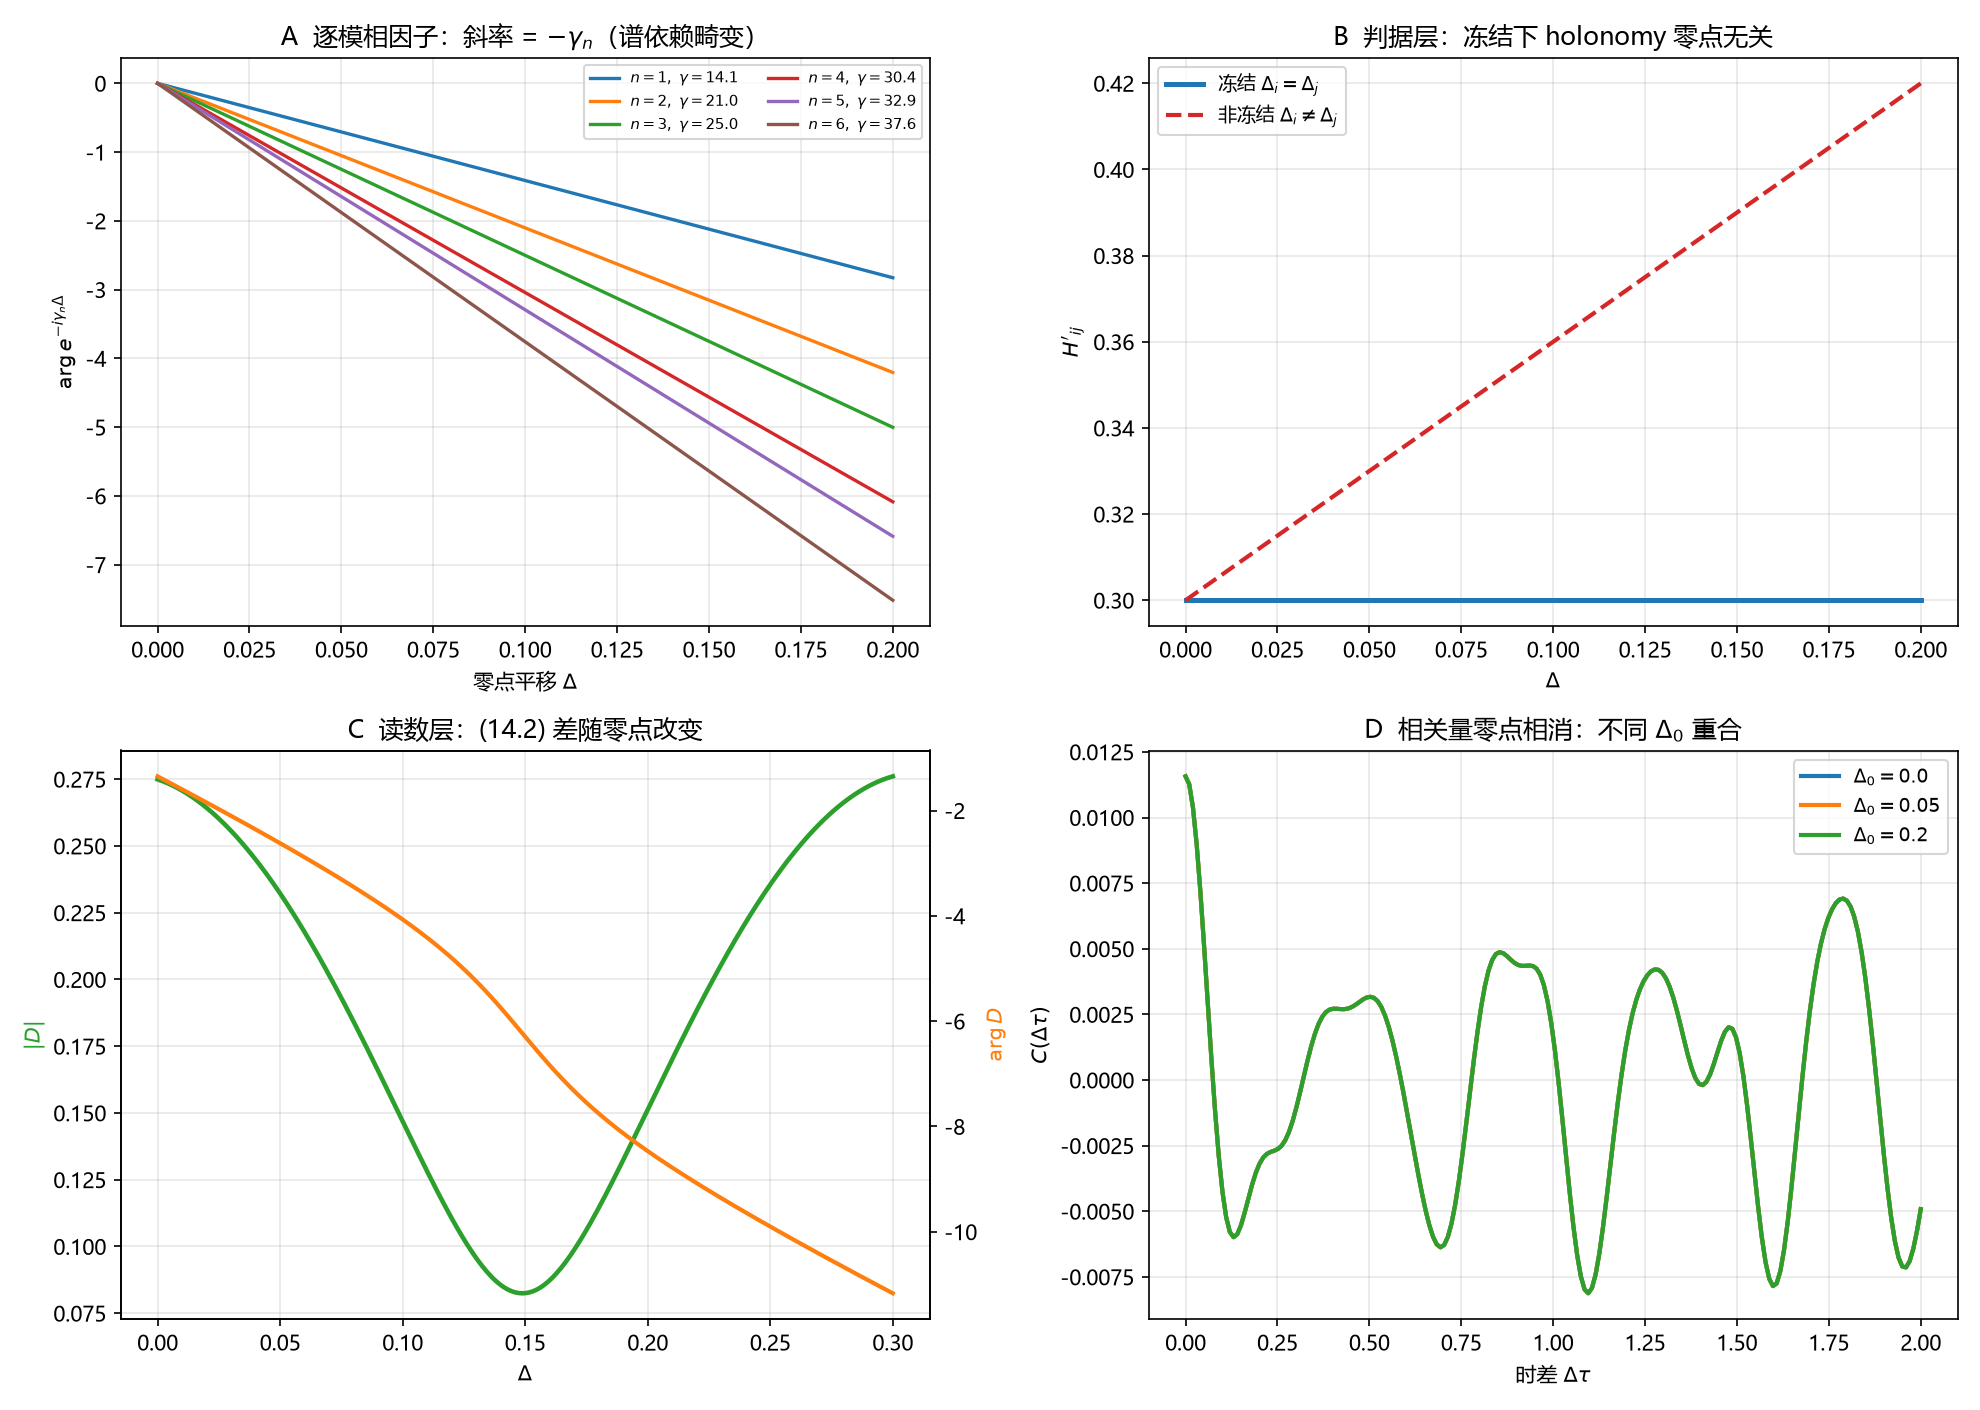 A 逐模相因子：斜率 = −γₙ（谱依赖畸变）
n = 1, γ = 14.1
n = 2, γ = 21.0
n = 3, γ = 25.0
n = 4, γ = 30.4
n = 5, γ = 32.9
n = 6, γ = 37.6
0
-1
-2
-3
-4
-5
-6
-7
arg e^{−iγₙΔ}
0.000 0.025 0.050 0.075 0.100 0.125 0.150 0.175 0.200
零点平移 Δ
B 判据层：冻结下 holonomy 零点无关
冻结 Δᵢ = Δⱼ
非冻结 Δᵢ ≠ Δⱼ
0.42
0.40
0.38
0.36
0.34
0.32
0.30
H′ᵢⱼ
0.000 0.025 0.050 0.075 0.100 0.125 0.150 0.175 0.200
Δ
C 读数层：(14.2) 差随零点改变
0.275
0.250
0.225
0.200
0.175
0.150
0.125
0.100
0.075
|D|
-2
-4
-6
-8
-10
arg D
0.00 0.05 0.10 0.15 0.20 0.25 0.30
Δ
D 相关量零点相消：不同 Δ₀ 重合
Δ₀ = 0.0
Δ₀ = 0.05
Δ₀ = 0.2
0.0125
0.0100
0.0075
0.0050
0.0025
0.0000
-0.0025
-0.0050
-0.0075
C(Δτ)
0.00 0.25 0.50 0.75 1.00 1.25 1.50 1.75 2.00
时差 Δτ